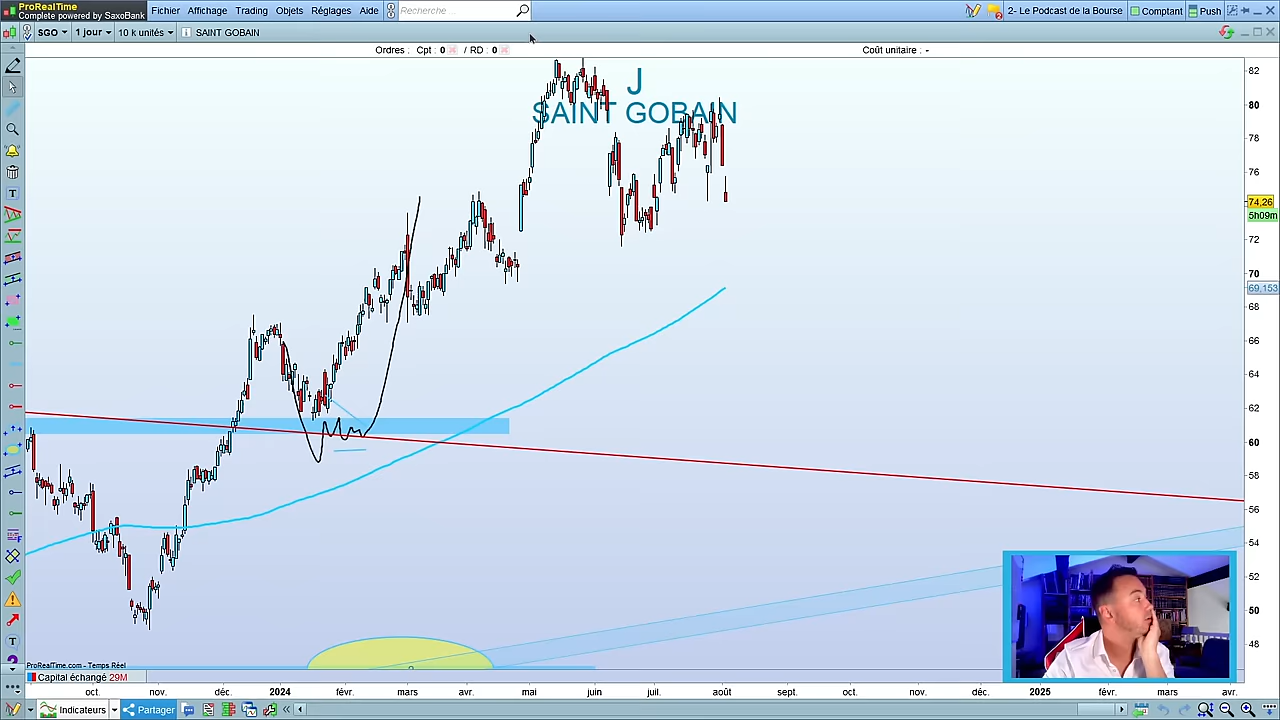 ProRealTime
Complete powered by SaxoBank
Fichier Affichage Trading Objets Réglages Aide Recherche 2 2- Le Podcast de la Bourse Comptant Push
SGO 1 jour 10 k unités i SAINT GOBAIN
Ordres : Cpt : 0 / RD : 0 Coût unitaire : -
J
SAINT GOBAIN
82
80
78
76
74,26
5h09m
72
70
69,153
68
66
64
62
60
58
56
54
52
50
48
ProRealTime.com - Temps Réel
Capital échangé 29M
oct. nov. déc. 2024 févr. mars avr. mai juin juil. août sept. oct. nov. déc. 2025 févr. mars avr.
Indicateurs Partager